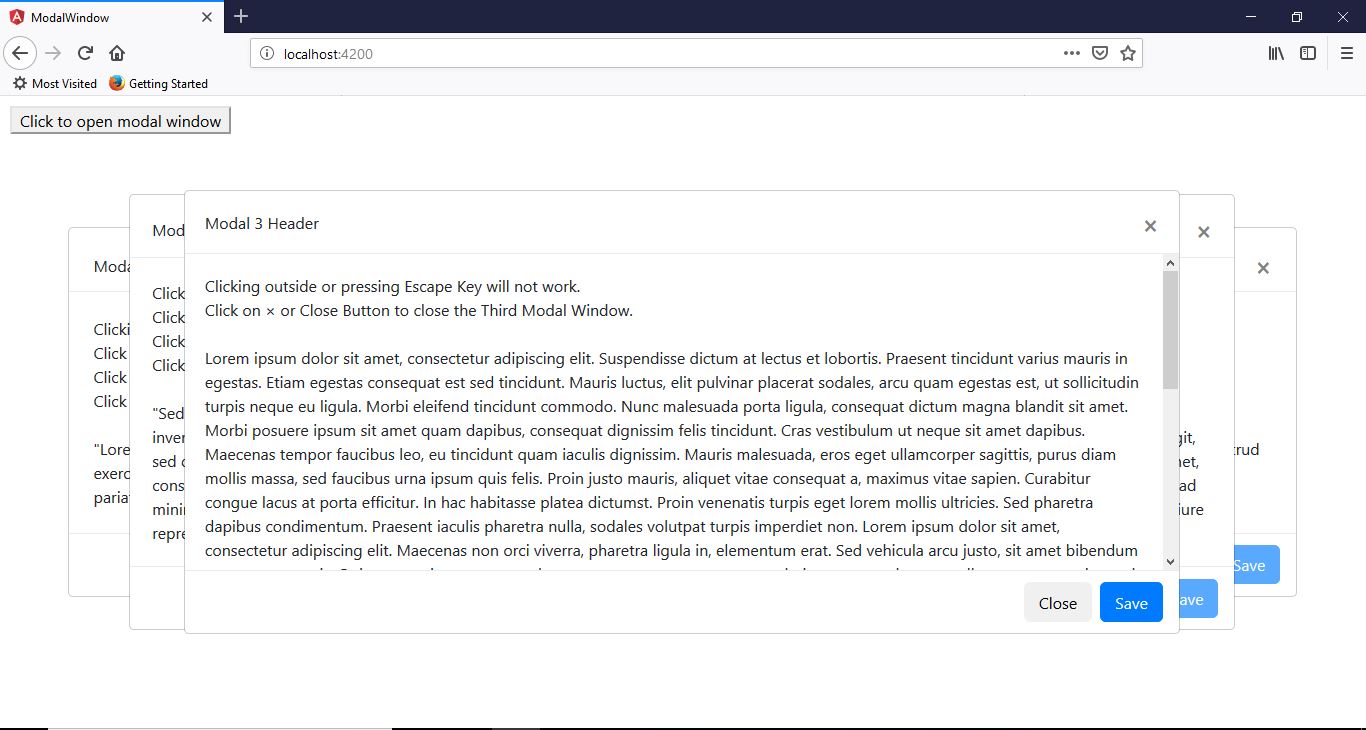 ModalWindow
localhost:4200
Most Visited
Getting Started
Click to open modal window
Modal 3 Header
×
Clicking outside or pressing Escape Key will not work.
Click on × or Close Button to close the Third Modal Window.
Lorem ipsum dolor sit amet, consectetur adipiscing elit. Suspendisse dictum at lectus et lobortis. Praesent tincidunt varius mauris in
egestas. Etiam egestas consequat est sed tincidunt. Mauris luctus, elit pulvinar placerat sodales, arcu quam egestas est, ut sollicitudin
turpis neque eu ligula. Morbi eleifend tincidunt commodo. Nunc malesuada porta ligula, consequat dictum magna blandit sit amet.
Morbi posuere ipsum sit amet quam dapibus, consequat dignissim felis tincidunt. Cras vestibulum ut neque sit amet dapibus.
Maecenas tempor faucibus leo, eu tincidunt quam iaculis dignissim. Mauris malesuada, eros eget ullamcorper sagittis, purus diam
mollis massa, sed faucibus urna ipsum quis felis. Proin justo mauris, aliquet vitae consequat a, maximus vitae sapien. Curabitur
congue lacus at porta efficitur. In hac habitasse platea dictumst. Proin venenatis turpis eget lorem mollis ultricies. Sed pharetra
dapibus condimentum. Praesent iaculis pharetra nulla, sodales volutpat turpis imperdiet non. Lorem ipsum dolor sit amet,
consectetur adipiscing elit. Maecenas non orci viverra, pharetra ligula in, elementum erat. Sed vehicula arcu justo, sit amet bibendum
Close
Save
Mod
×
Click
Click
Click
Click
"Sed
inver
sed
cons
mini
repre
git,
net,
ad
iure
ave
Moda
×
Clicki
Click
Click
Click
"Lore
exerc
pariat
trud
Save